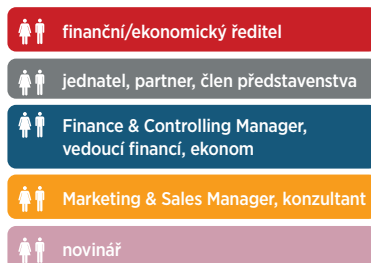 finanční/ekonomický ředitel
jednatel, partner, člen představenstva
Finance & Controlling Manager,
vedoucí financí, ekonom
Marketing & Sales Manager, konzultant
novinář